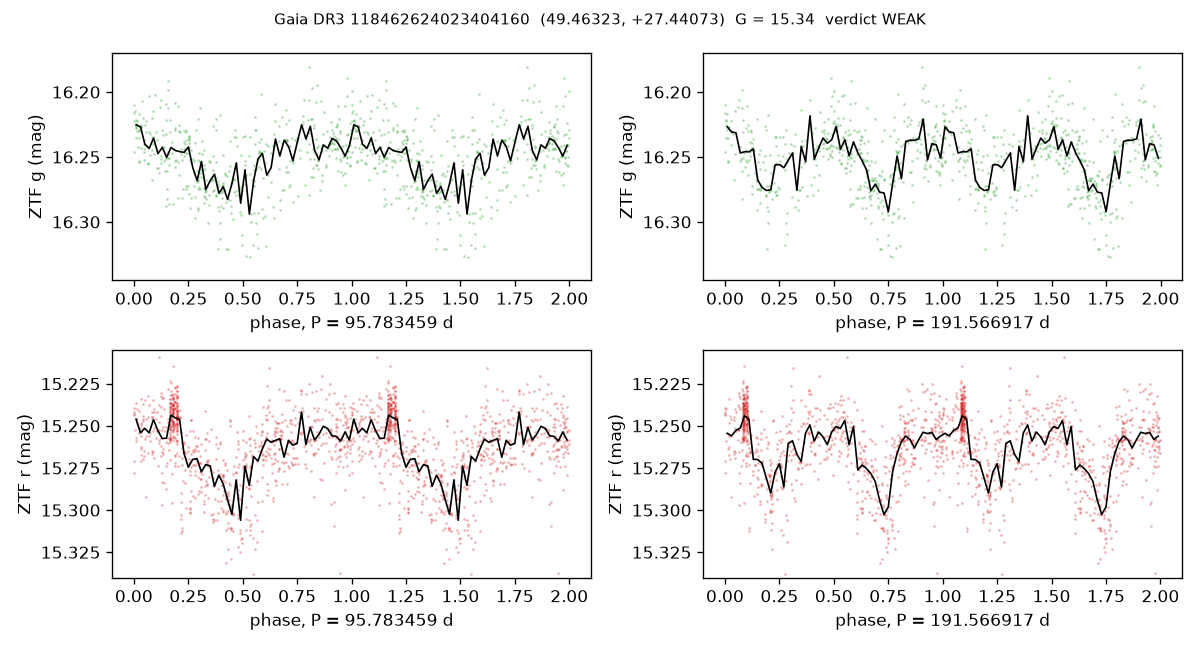 Gaia DR3 118462624023404160 (49.46323, +27.44073) G = 15.34 verdict WEAK
ZTF g (mag)
16.20
16.25
16.30
0.00 0.25 0.50 0.75 1.00 1.25 1.50 1.75 2.00
phase, P = 95.783459 d
ZTF g (mag)
16.20
16.25
16.30
0.00 0.25 0.50 0.75 1.00 1.25 1.50 1.75 2.00
phase, P = 191.566917 d
ZTF r (mag)
15.225
15.250
15.275
15.300
15.325
0.00 0.25 0.50 0.75 1.00 1.25 1.50 1.75 2.00
phase, P = 95.783459 d
ZTF r (mag)
15.225
15.250
15.275
15.300
15.325
0.00 0.25 0.50 0.75 1.00 1.25 1.50 1.75 2.00
phase, P = 191.566917 d